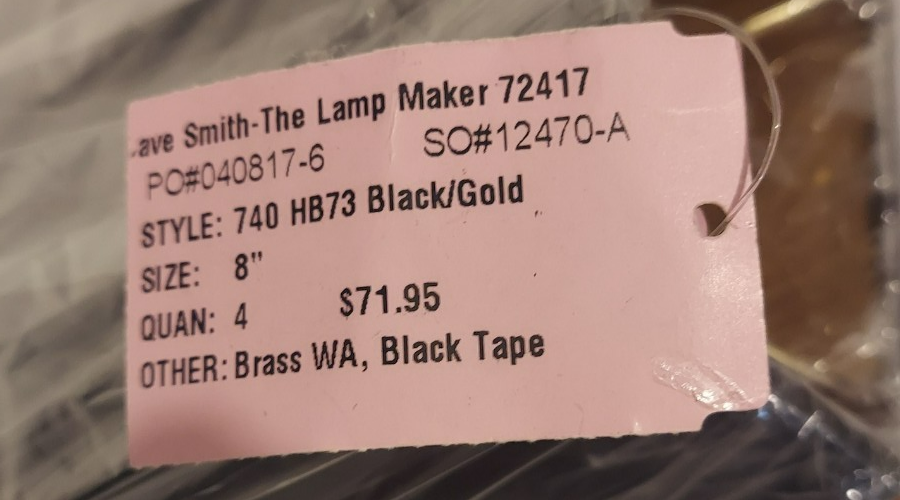 ave Smith-The Lamp Maker 72417
PO#040817-6 SO#12470-A
STYLE: 740 HB73 Black/Gold
SIZE: 8"
QUAN: 4 $71.95
OTHER: Brass WA, Black Tape